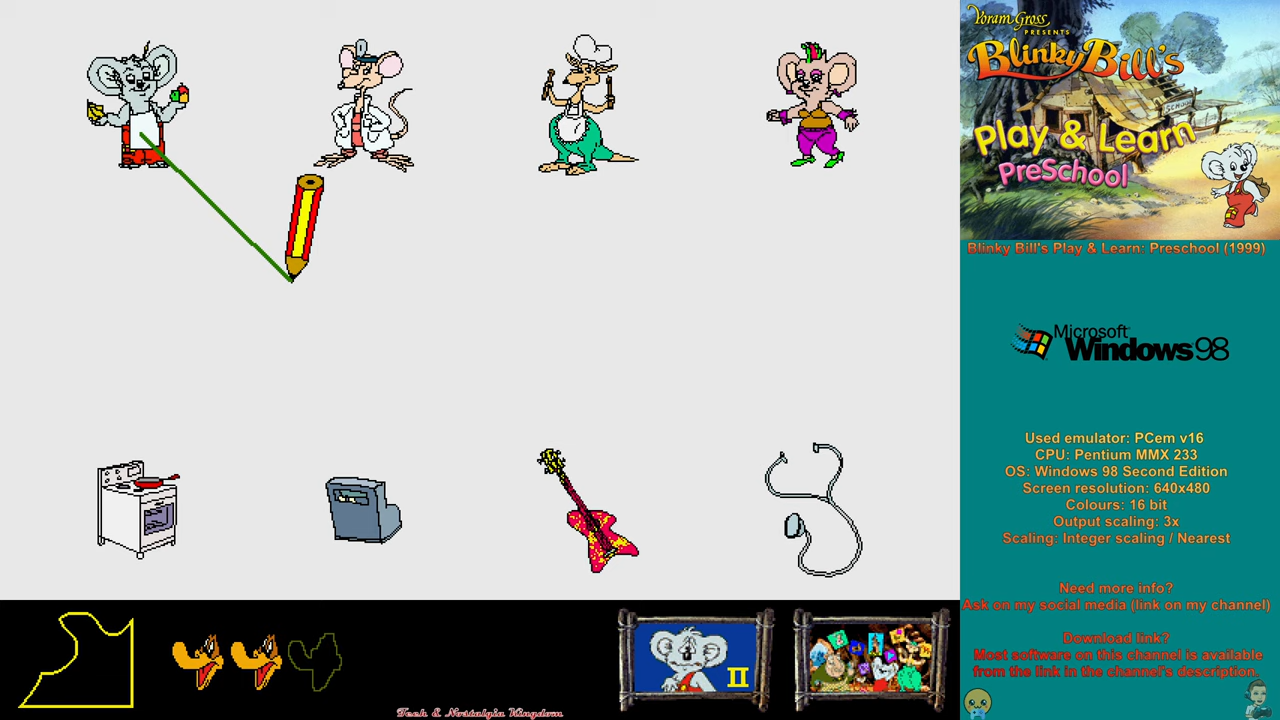 Yoram Gross
PRESENTS
Blinky Bill's
SCHOOL
Play & Learn
PreSchool
Blinky Bill's Play & Learn: Preschool (1999)
Microsoft
Windows 98
Used emulator: PCem v16
CPU: Pentium MMX 233
OS: Windows 98 Second Edition
Screen resolution: 640x480
Colours: 16 bit
Output scaling: 3x
Scaling: Integer scaling / Nearest
Need more info?
Ask on my social media (link on my channel)
Download link?
Most software on this channel is available
from the link in the channel's description.
II
Tech & Nostalgia Kingdom